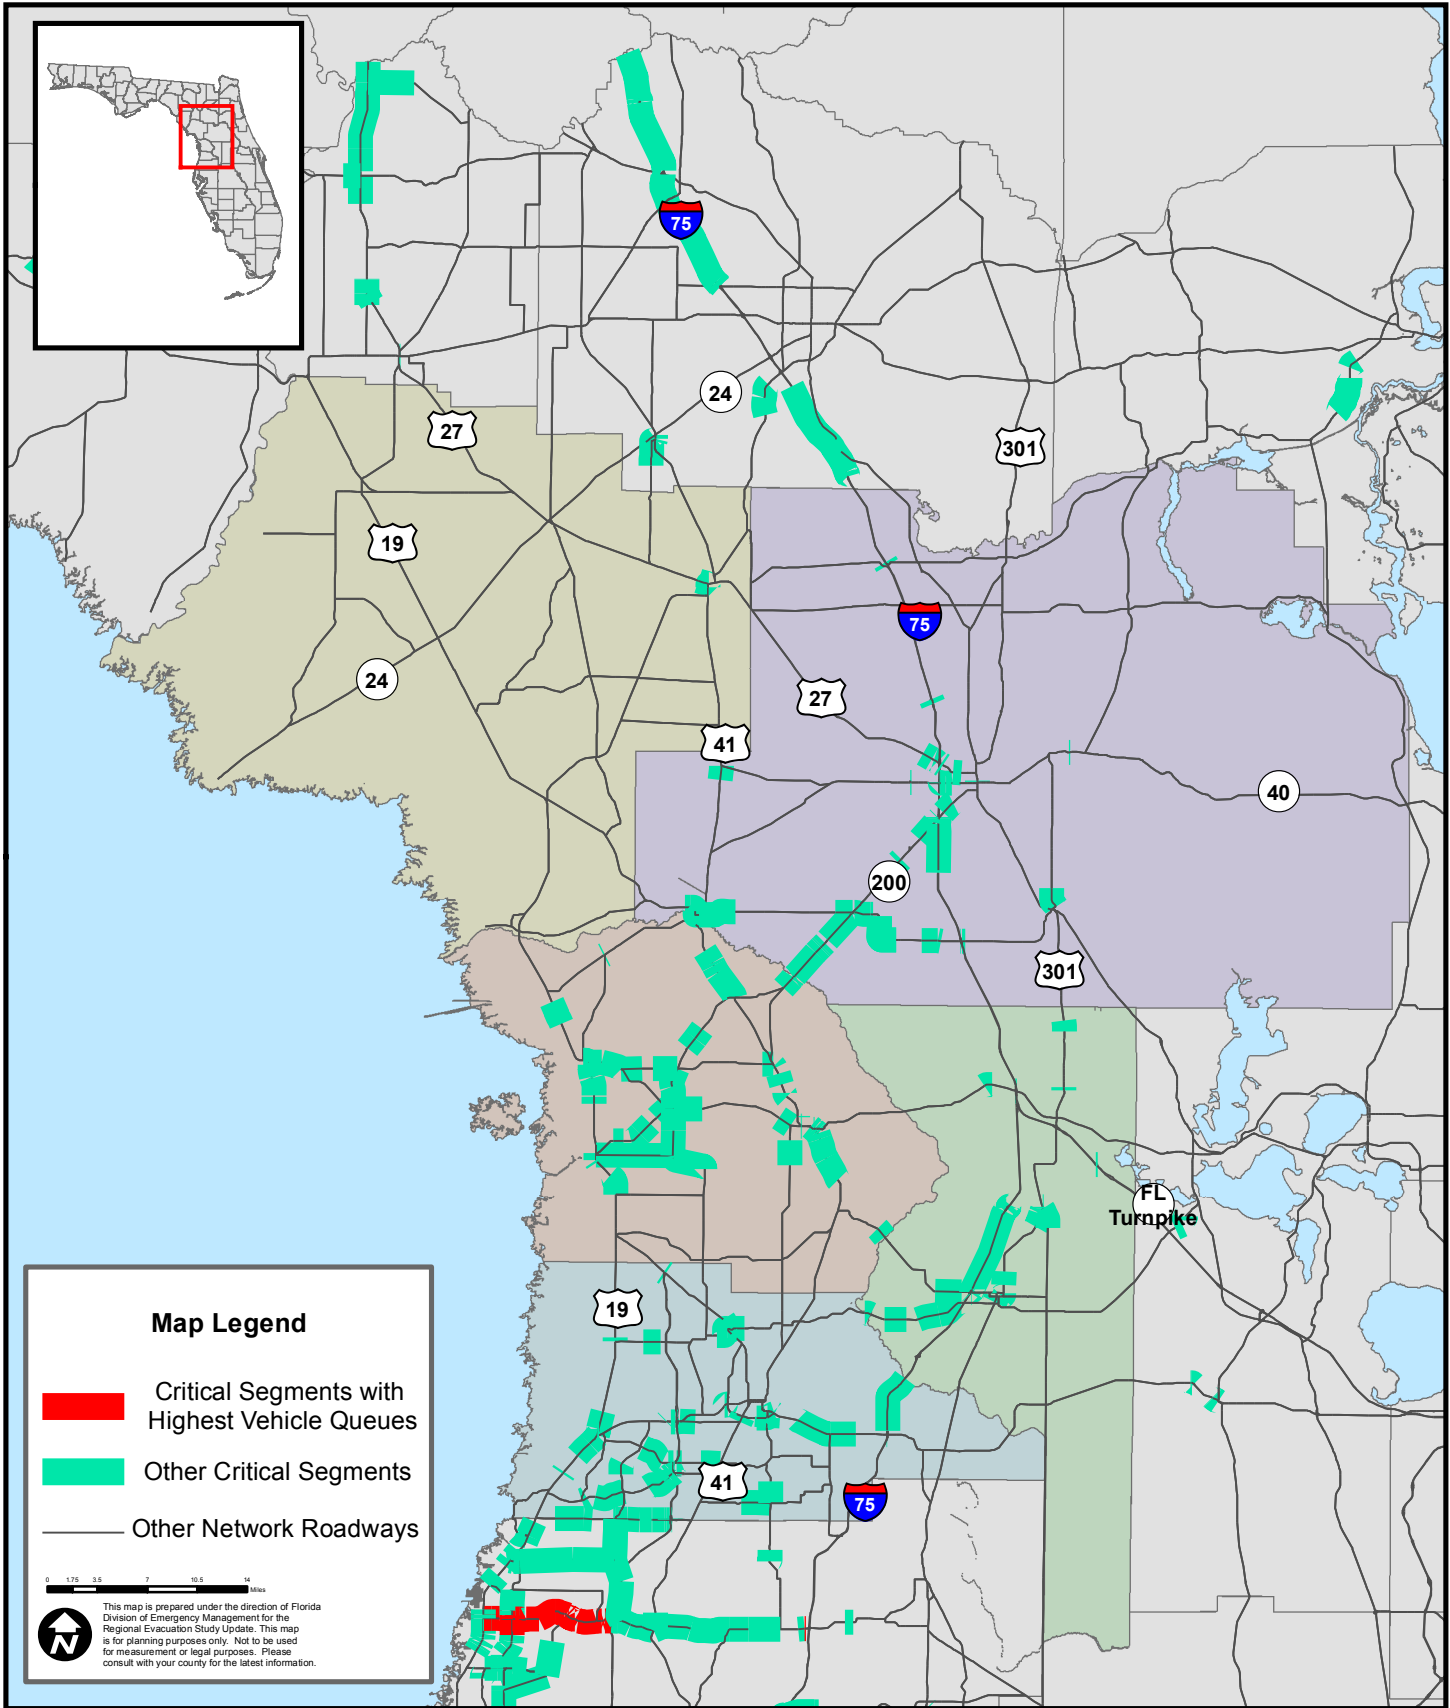 75
24
27
301
19
75
24
27
41
40
200
301
FL
Turnpike
19
41
75
Map Legend
Critical Segments with
Highest Vehicle Queues
Other Critical Segments
Other Network Roadways
0 1.75 3.5 7 10.5 14
Miles
N
This map is prepared under the direction of Florida
Division of Emergency Management for the
Regional Evacuation Study Update. This map
is for planning purposes only. Not to be used
for measurement or legal purposes. Please
consult with your county for the latest information.